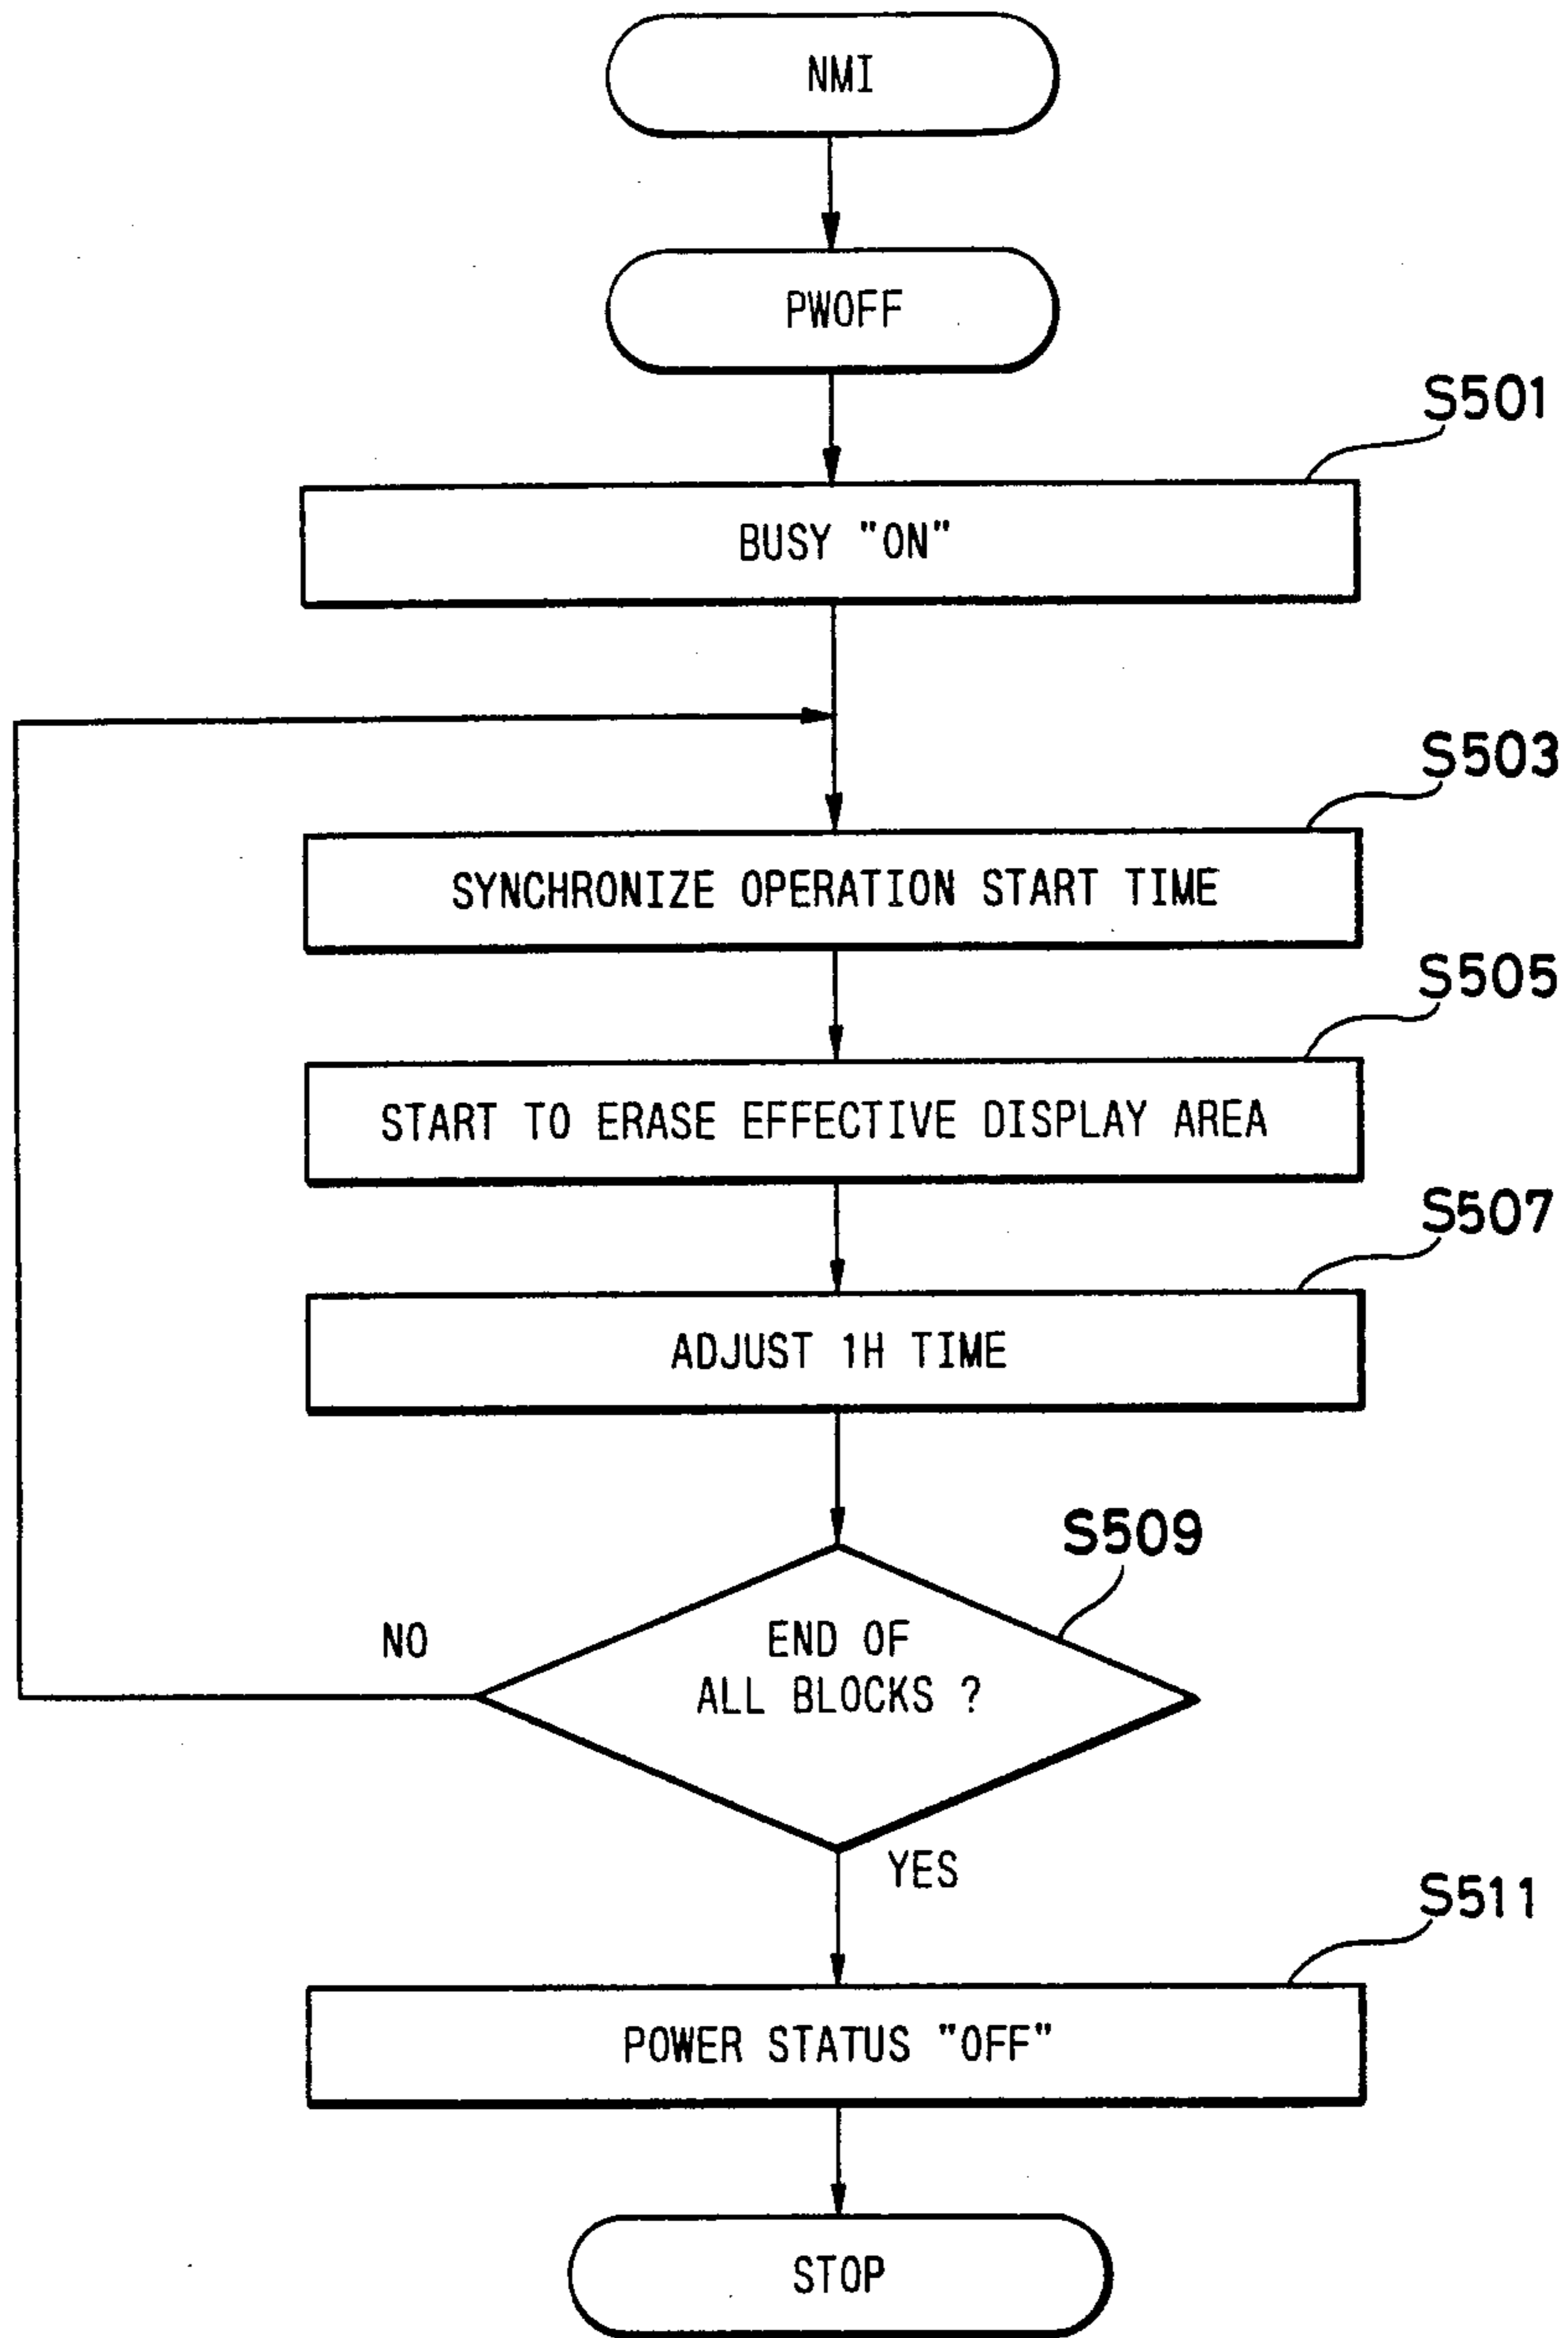 NMI
PWOFF
S501
BUSY "ON"
S503
SYNCHRONIZE OPERATION START TIME
S505
START TO ERASE EFFECTIVE DISPLAY AREA
S507
ADJUST 1H TIME
S509
END OF
ALL BLOCKS ?
NO
YES
S511
POWER STATUS "OFF"
STOP